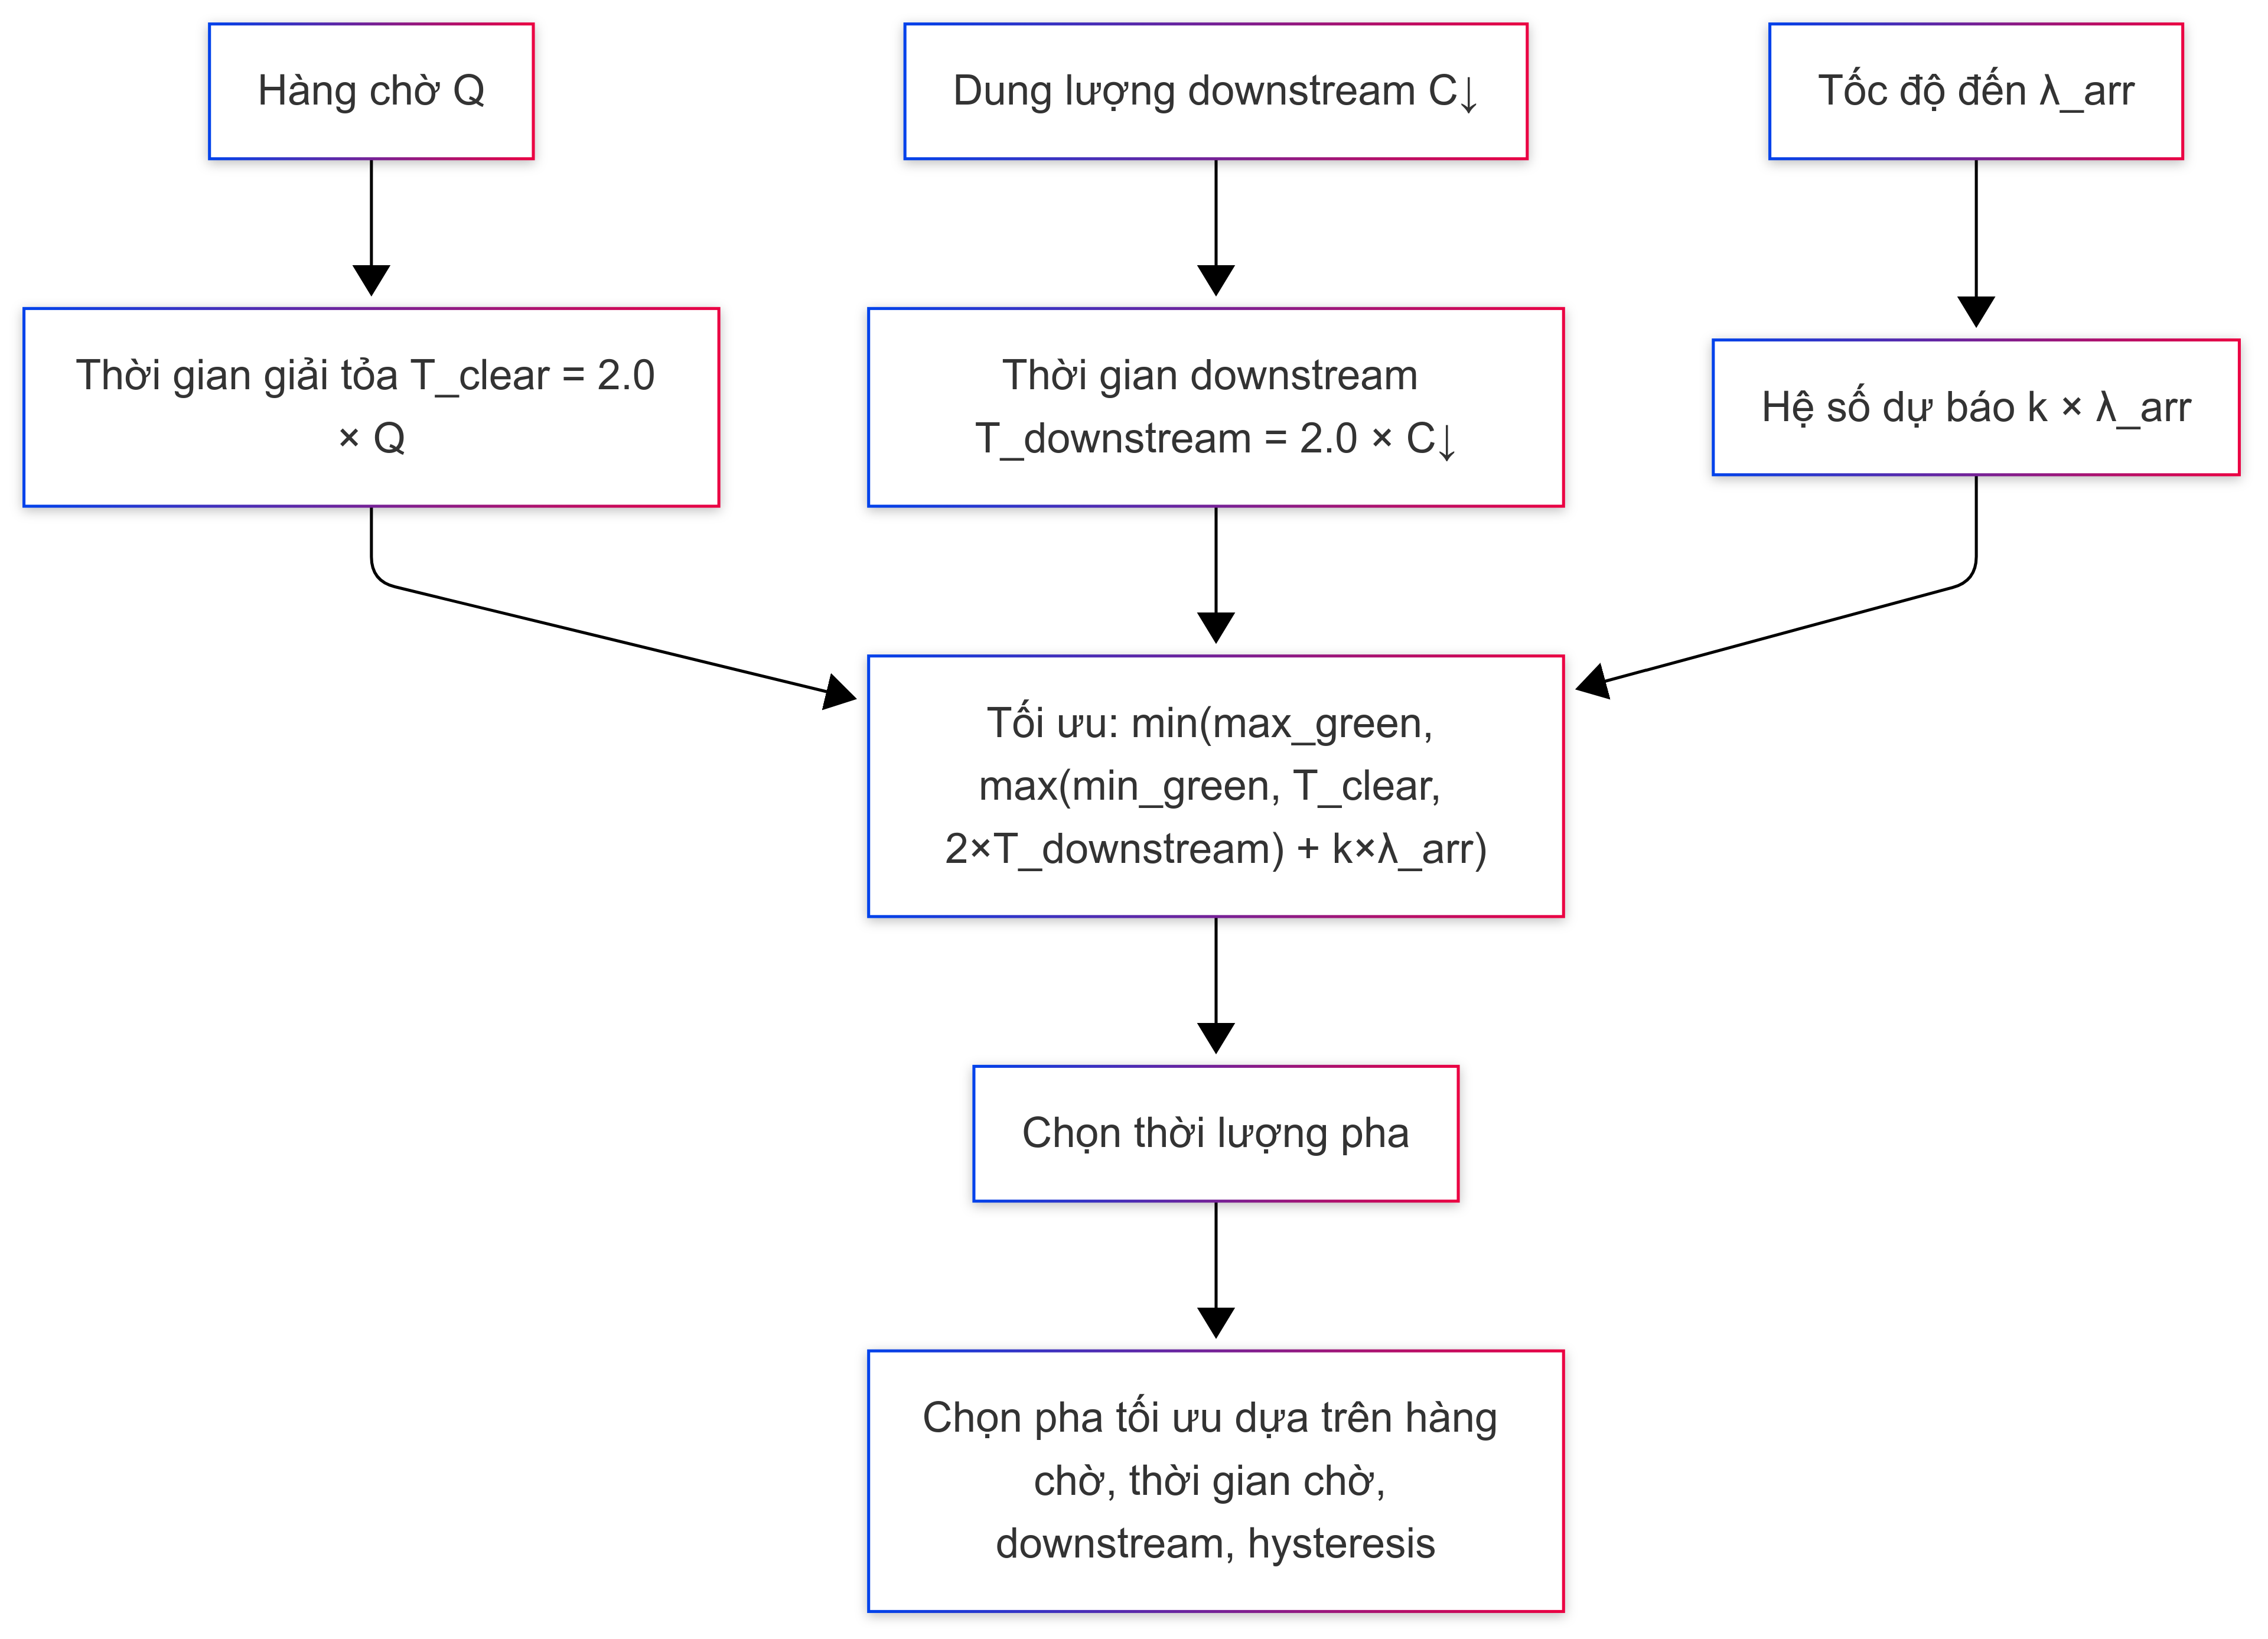 Hàng chờ Q
Dung lượng downstream C↓
Tốc độ đến λ_arr
Thời gian giải tỏa T_clear = 2.0
× Q
Thời gian downstream
T_downstream = 2.0 × C↓
Hệ số dự báo k × λ_arr
Tối ưu: min(max_green,
max(min_green, T_clear,
2×T_downstream) + k×λ_arr)
Chọn thời lượng pha
Chọn pha tối ưu dựa trên hàng
chờ, thời gian chờ,
downstream, hysteresis